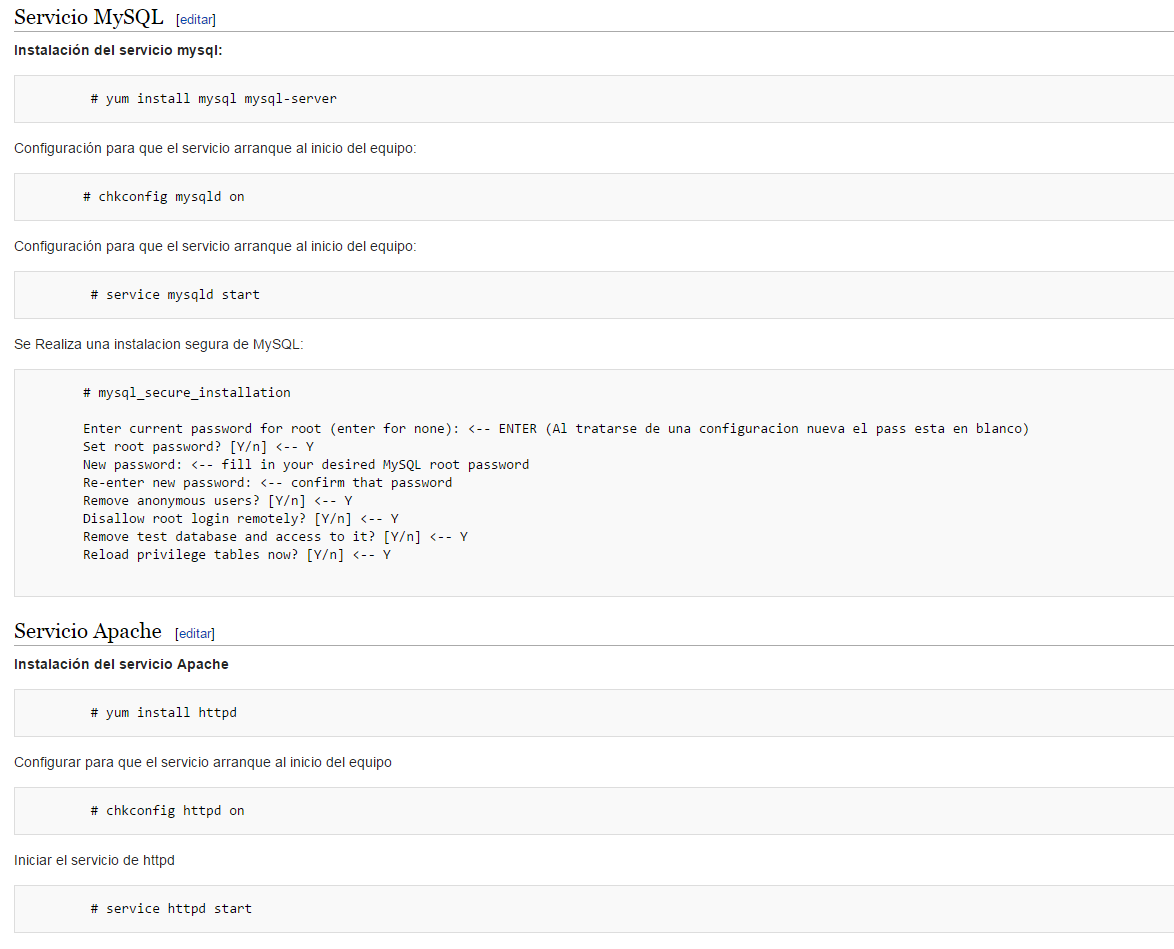 Servicio MySQL [editar]
Instalación del servicio mysql:
# yum install mysql mysql-server
Configuración para que el servicio arranque al inicio del equipo:
# chkconfig mysqld on
Configuración para que el servicio arranque al inicio del equipo:
# service mysqld start
Se Realiza una instalacion segura de MySQL:
# mysql_secure_installation
Enter current password for root (enter for none): <-- ENTER (Al tratarse de una configuracion nueva el pass esta en blanco)
Set root password? [Y/n] <-- Y
New password: <-- fill in your desired MySQL root password
Re-enter new password: <-- confirm that password
Remove anonymous users? [Y/n] <-- Y
Disallow root login remotely? [Y/n] <-- Y
Remove test database and access to it? [Y/n] <-- Y
Reload privilege tables now? [Y/n] <-- Y
Servicio Apache [editar]
Instalación del servicio Apache
# yum install httpd
Configurar para que el servicio arranque al inicio del equipo
# chkconfig httpd on
Iniciar el servicio de httpd
# service httpd start